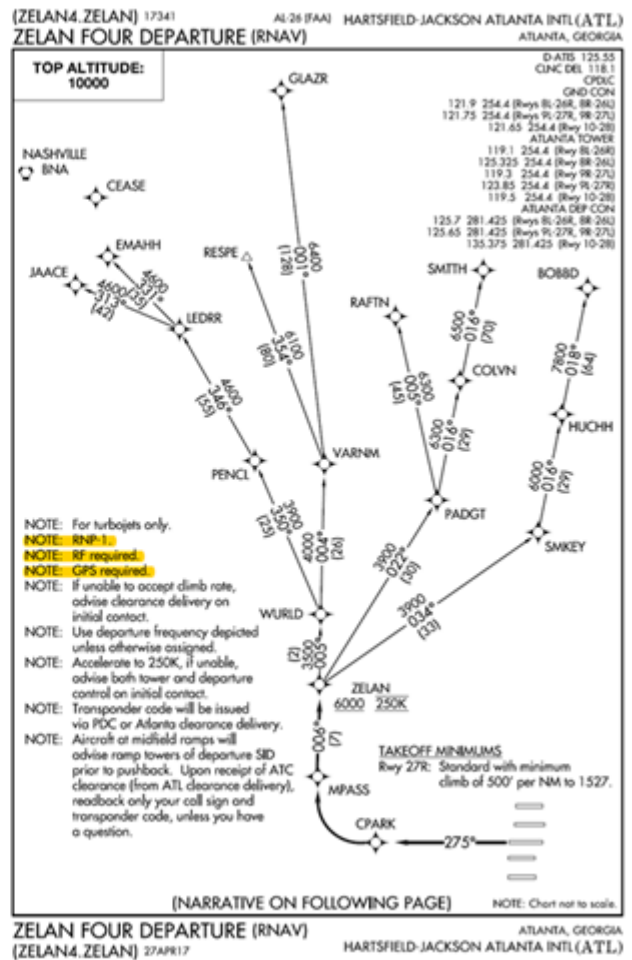 (ZELAN4.ZELAN) 17341
AL-26 (FAA)
HARTSFIELD-JACKSON ATLANTA INTL (ATL)
ZELAN FOUR DEPARTURE (RNAV)
ATLANTA, GEORGIA
TOP ALTITUDE:
10000
D-ATIS 125.55
CLNC DEL 118.1
CPDLC
GND CON
121.9 254.4 (Rwys 8L-26R, 8R-26L)
121.75 254.4 (Rwys 9L-27R, 9R-27L)
121.65 254.4 (Rwy 10-28)
ATLANTA TOWER
119.1 254.4 (Rwy 8L-26R)
125.325 254.4 (Rwy 8R-26L)
119.3 254.4 (Rwy 9R-27L)
123.85 254.4 (Rwy 9L-27R)
119.5 254.4 (Rwy 10-28)
ATLANTA DEP CON
125.7 281.425 (Rwys 8L-26R, 8R-26L)
125.65 281.425 (Rwys 9L-27R, 9R-27L)
135.375 281.425 (Rwy 10-28)
GLAZR
NASHVILLE
BNA
CEASE
EMAHH
RESPE
6400
001°
(128)
SMTTH
BOBBD
JAACE
4600
331°
(35)
4600
313°
(42)
LEDRR
RAFTN
6100
354°
(80)
6500
016°
(70)
7800
018°
(64)
6300
005°
(45)
COLVN
4600
346°
(55)
6300
016°
(29)
HUCHH
6000
016°
(29)
PENCL
VARNM
PADGT
SMKEY
3900
350°
(25)
4000
004°
(26)
3900
022°
(30)
3900
034°
(33)
WURLD
3500
005°
(2)
ZELAN
6000 250K
006°
(7)
MPASS
CPARK
275°
NOTE: For turbojets only.
NOTE: RNP-1.
NOTE: RF required.
NOTE: GPS required.
NOTE: If unable to accept climb rate,
advise clearance delivery on
initial contact.
NOTE: Use departure frequency depicted
unless otherwise assigned.
NOTE: Accelerate to 250K, if unable,
advise both tower and departure
control on initial contact.
NOTE: Transponder code will be issued
via PDC or Atlanta clearance delivery.
NOTE: Aircraft at midfield ramps will
advise ramp towers of departure SID
prior to pushback. Upon receipt of ATC
clearance (from ATL clearance delivery),
readback only your call sign and
transponder code, unless you have
a question.
TAKEOFF MINIMUMS
Rwy 27R: Standard with minimum
climb of 500' per NM to 1527.
(NARRATIVE ON FOLLOWING PAGE)
NOTE: Chart not to scale.
ZELAN FOUR DEPARTURE (RNAV)
ATLANTA, GEORGIA
(ZELAN4.ZELAN) 27APR17
HARTSFIELD-JACKSON ATLANTA INTL (ATL)